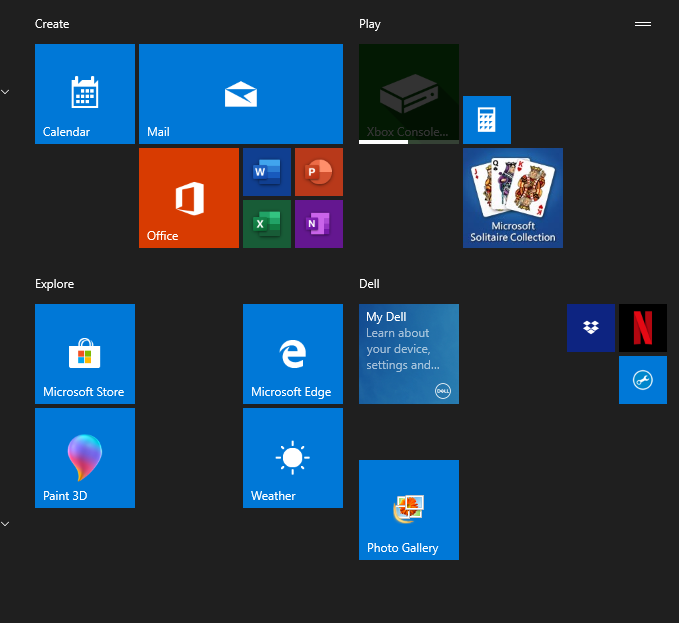 Create
Play
Calendar
Mail
Xbox Console...
Office
W
P
X
N
Microsoft
Solitaire Collection
Explore
Dell
Microsoft Store
Microsoft Edge
My Dell
Learn about
your device,
settings and...
DELL
N
Paint 3D
Weather
Photo Gallery